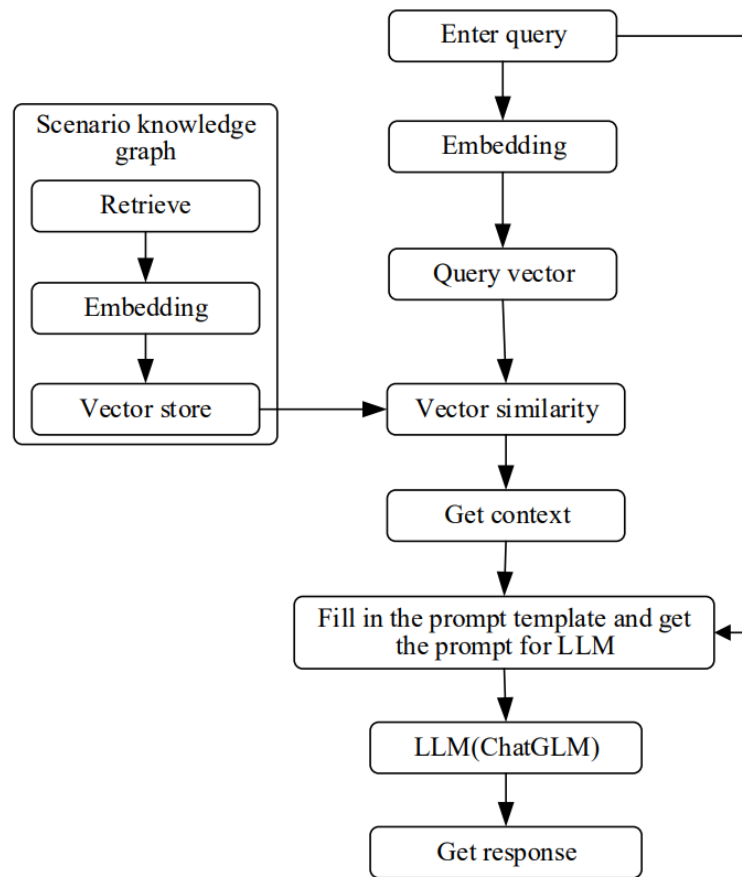 Enter query
Scenario knowledge
graph
Embedding
Retrieve
Query vector
Embedding
Vector store
Vector similarity
Get context
Fill in the prompt template and get
the prompt for LLM
LLM(ChatGLM)
Get response